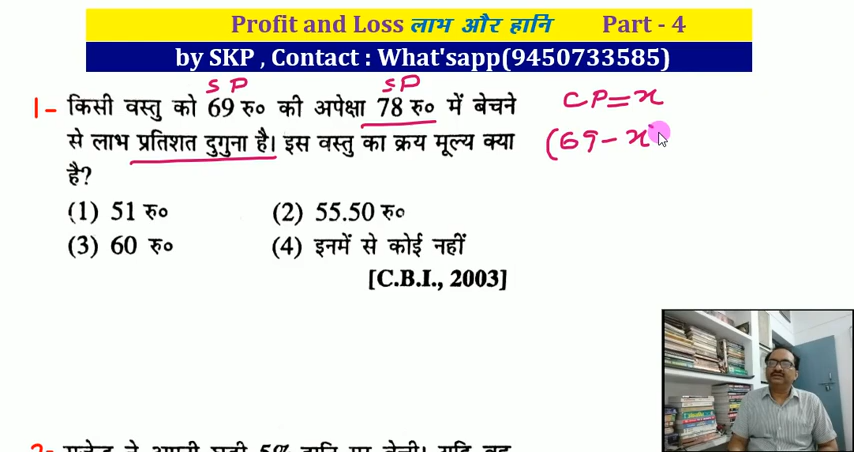 Profit and Loss लाभ और हानि Part - 4
by SKP , Contact : What'sapp(9450733585)
S P S P
1- किसी वस्तु को 69 रु० की अपेक्षा 78 रु० में बेचने CP = x
से लाभ प्रतिशत दुगुना है। इस वस्तु का क्रय मूल्य क्या (69 - x
है?
(1) 51 रु० (2) 55.50 रु०
(3) 60 रु० (4) इनमें से कोई नहीं
[C.B.I., 2003]